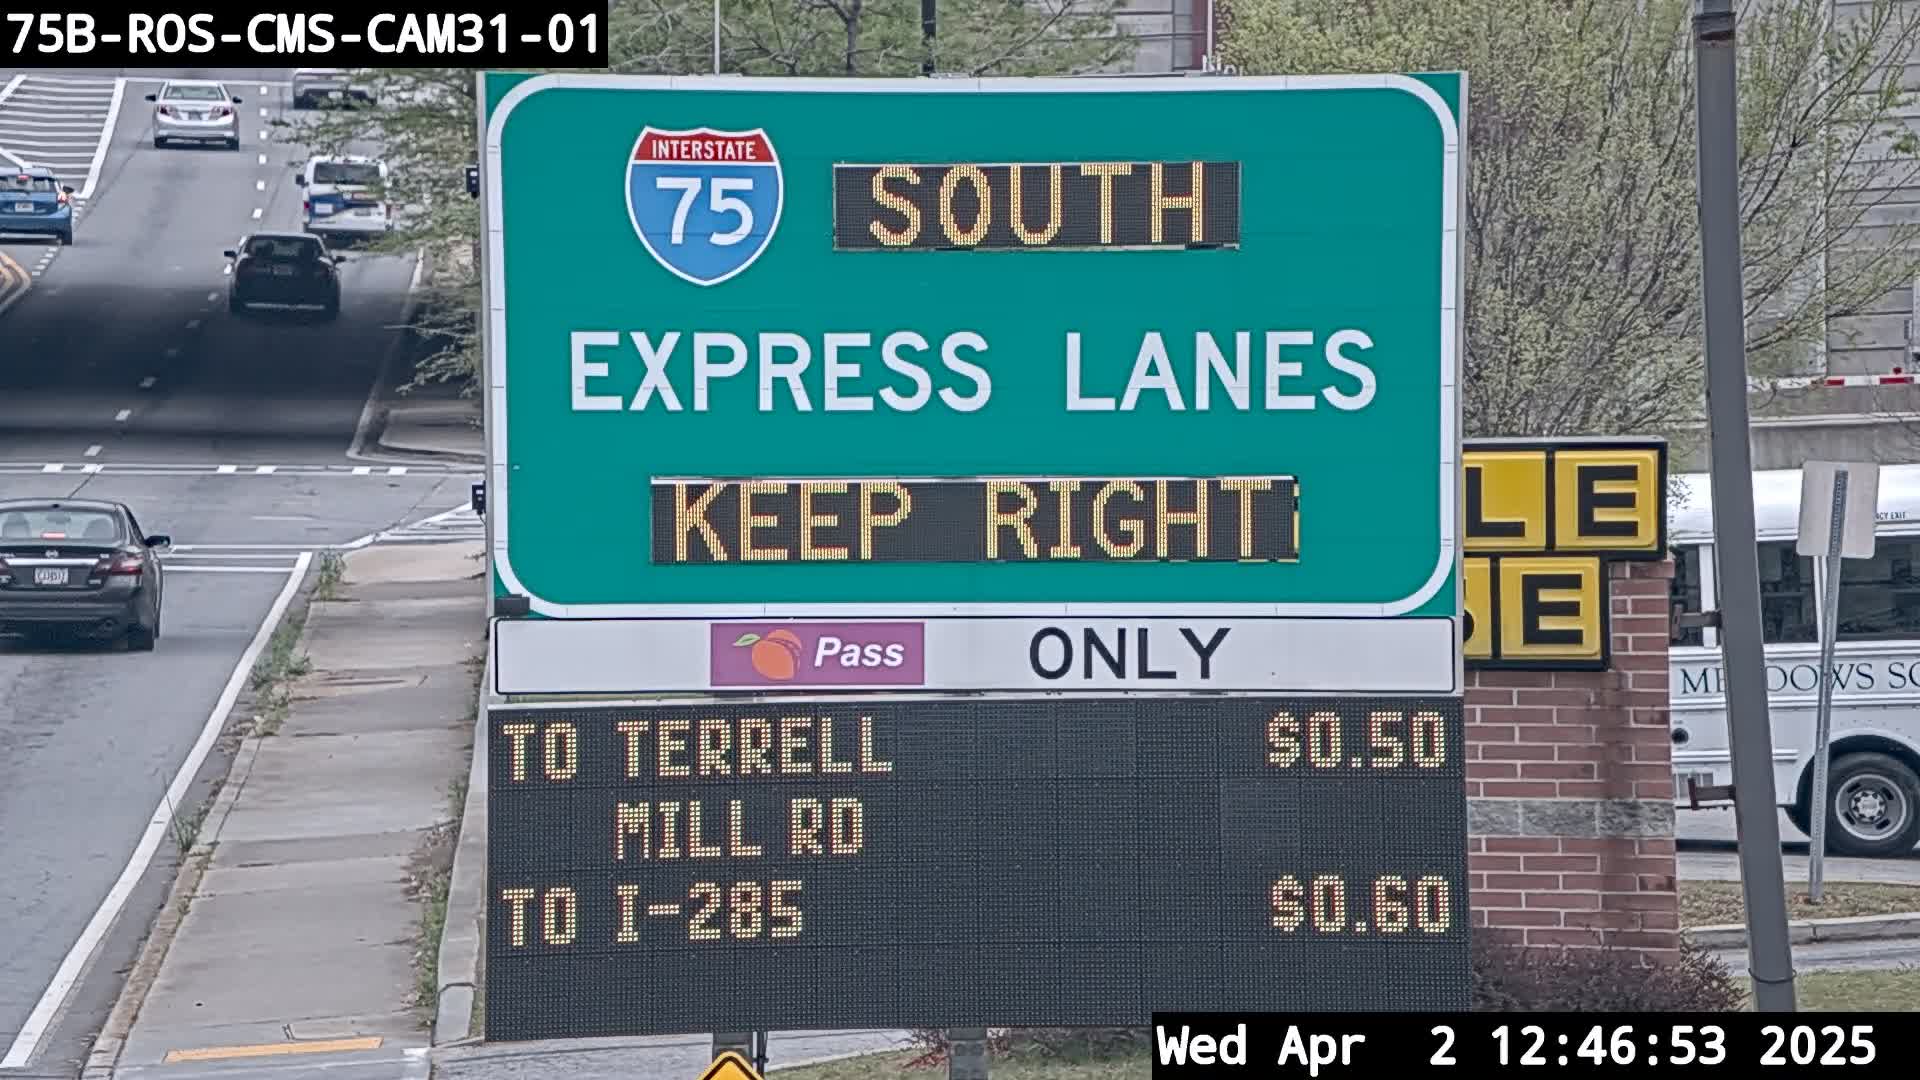 75B-ROS-CMS-CAM31-01
INTERSTATE
75
SOUTH
EXPRESS LANES
KEEP RIGHT
Pass ONLY
TO TERRELL $0.50
MILL RD
TO I-285 $0.60
LE
E
Wed Apr 2 12:46:53 2025